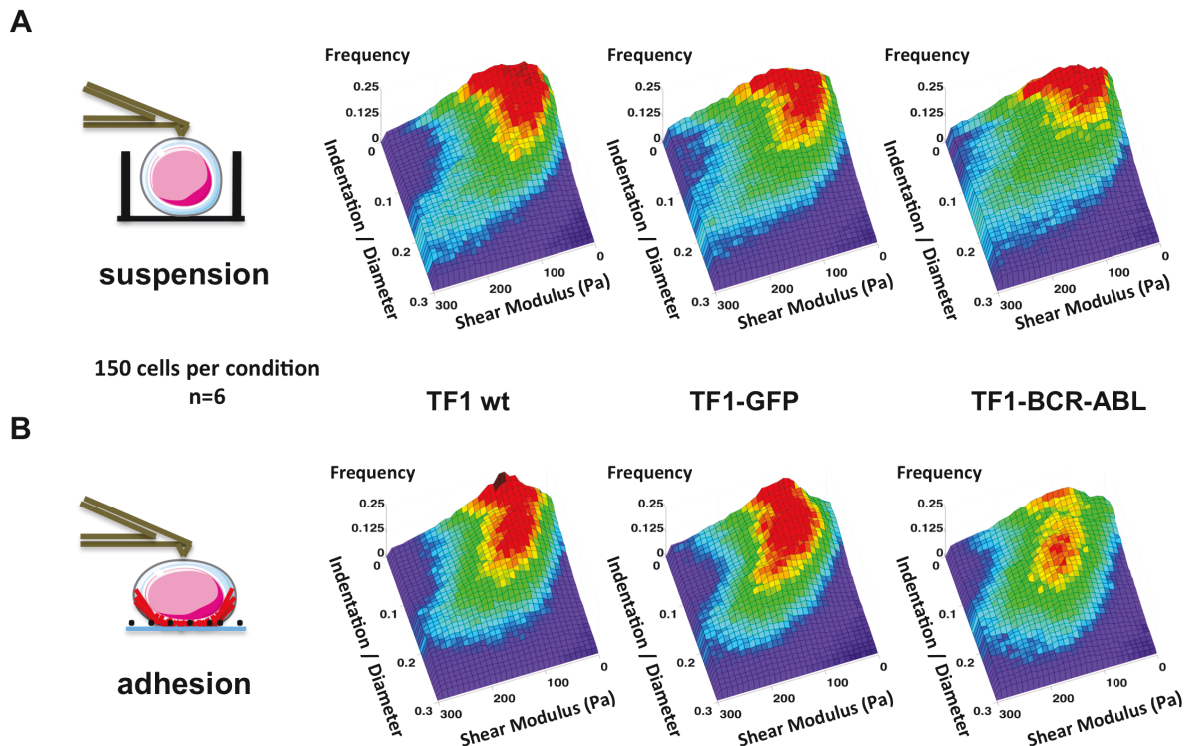 A
suspension
150 cells per condition
n=6
Frequency
0.25
0.125
0
0
0.1
0.2
0.3
300
200
100
0
Indentation / Diameter
Shear Modulus (Pa)
TF1 wt
Frequency
0.25
0.125
0
0
0.1
0.2
0.3
300
200
100
0
Indentation / Diameter
Shear Modulus (Pa)
TF1-GFP
Frequency
0.25
0.125
0
0
0.1
0.2
0.3
300
200
100
0
Indentation / Diameter
Shear Modulus (Pa)
TF1-BCR-ABL
B
adhesion
Frequency
0.25
0.125
0
0
0.1
0.2
0.3
300
200
100
0
Indentation / Diameter
Shear Modulus (Pa)
Frequency
0.25
0.125
0
0
0.1
0.2
0.3
300
200
100
0
Indentation / Diameter
Shear Modulus (Pa)
Frequency
0.25
0.125
0
0
0.1
0.2
0.3
300
200
100
0
Indentation / Diameter
Shear Modulus (Pa)